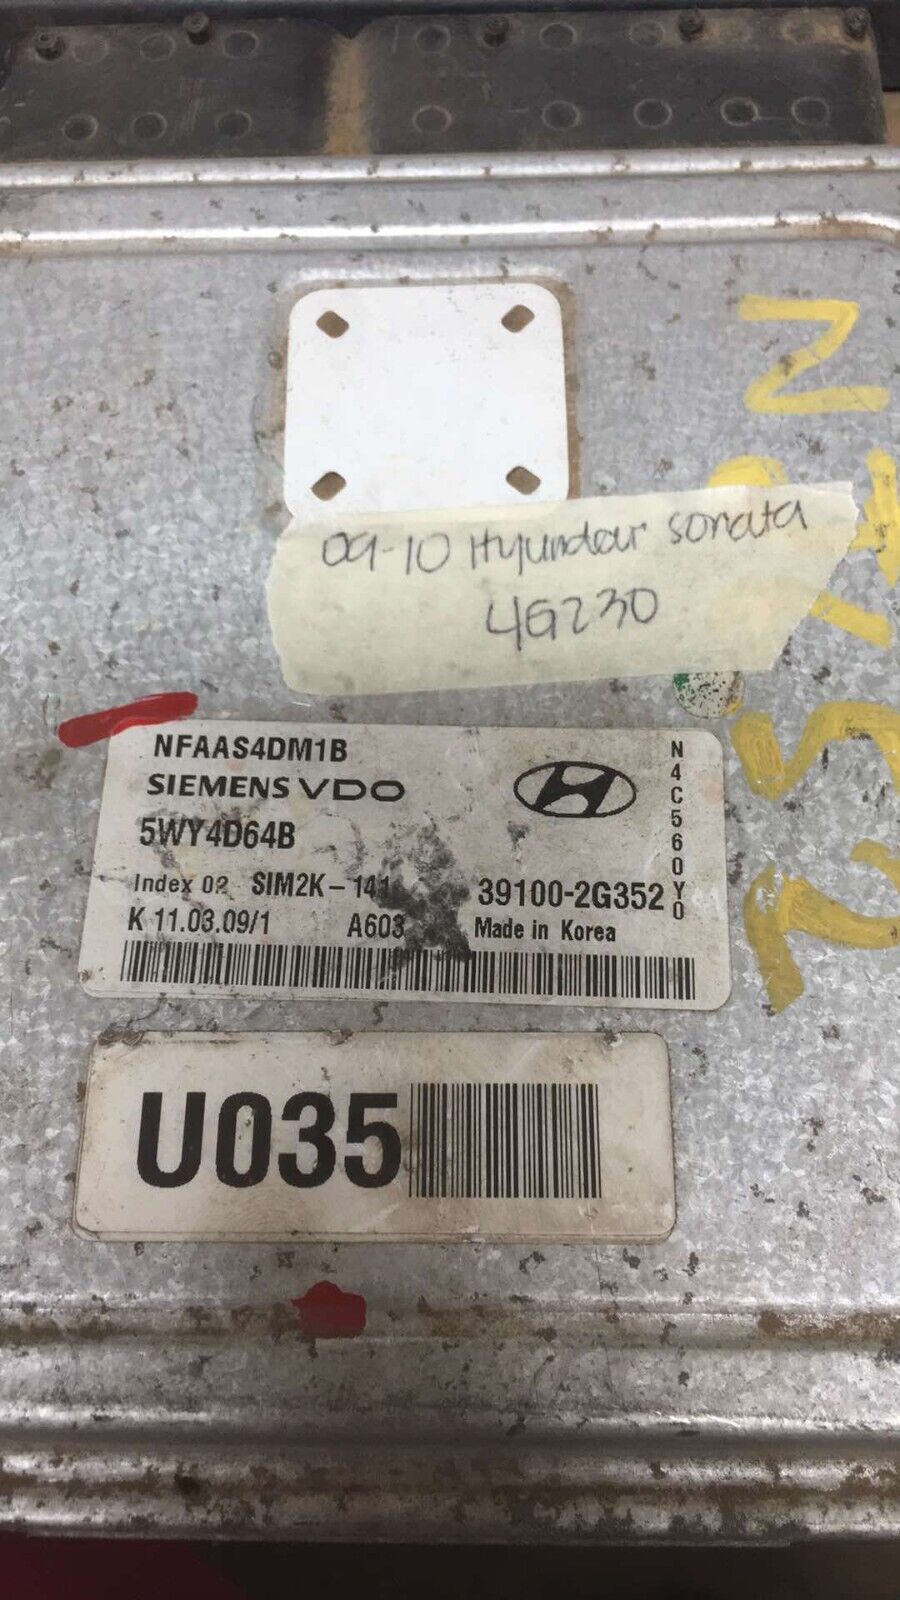 09-10 Hyundai sonata
4G230
NFAAS4DM1B
SIEMENS VDO
5WY4D64B
Index 02 SIM2K-141
39100-2G352
K 11.03.09/1 A603
Made in Korea
N4C560Y0
U035